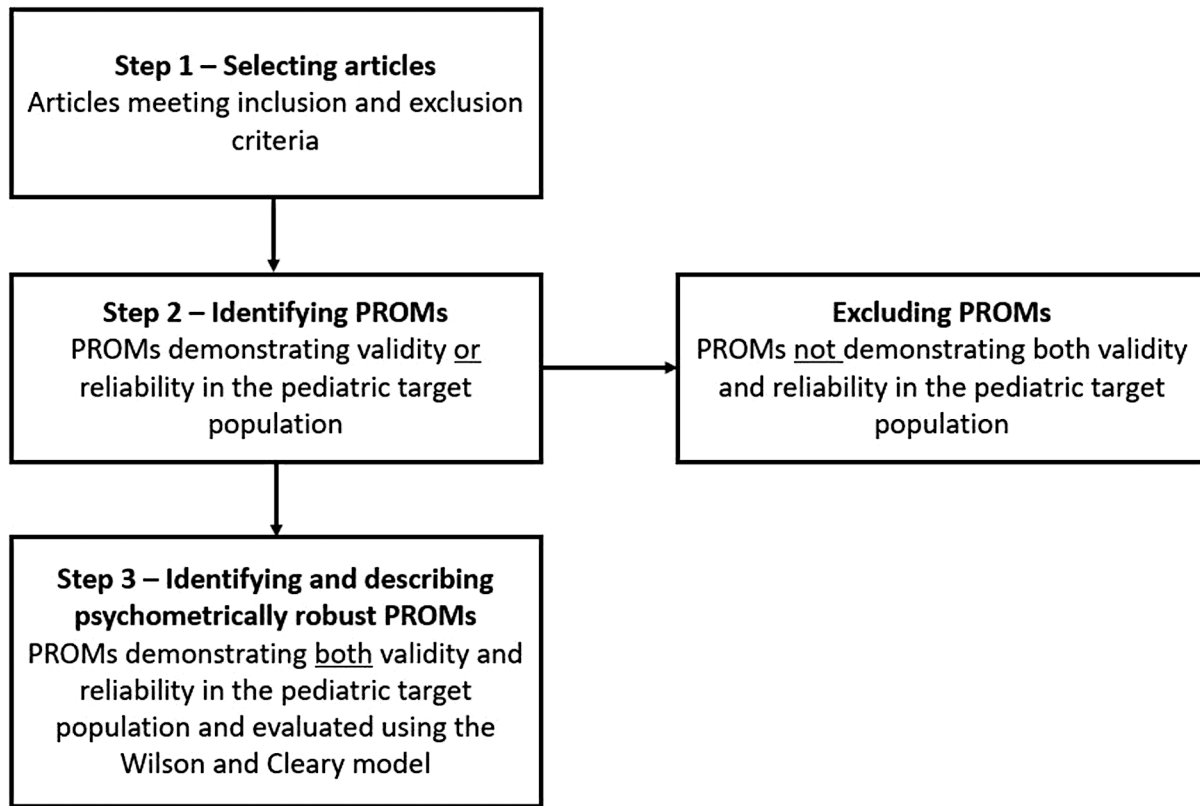 Step 1 – Selecting articles
Articles meeting inclusion and exclusion
criteria
Step 2 – Identifying PROMs
PROMs demonstrating validity or
reliability in the pediatric target
population
Excluding PROMs
PROMs not demonstrating both validity
and reliability in the pediatric target
population
Step 3 – Identifying and describing
psychometrically robust PROMs
PROMs demonstrating both validity and
reliability in the pediatric target
population and evaluated using the
Wilson and Cleary model